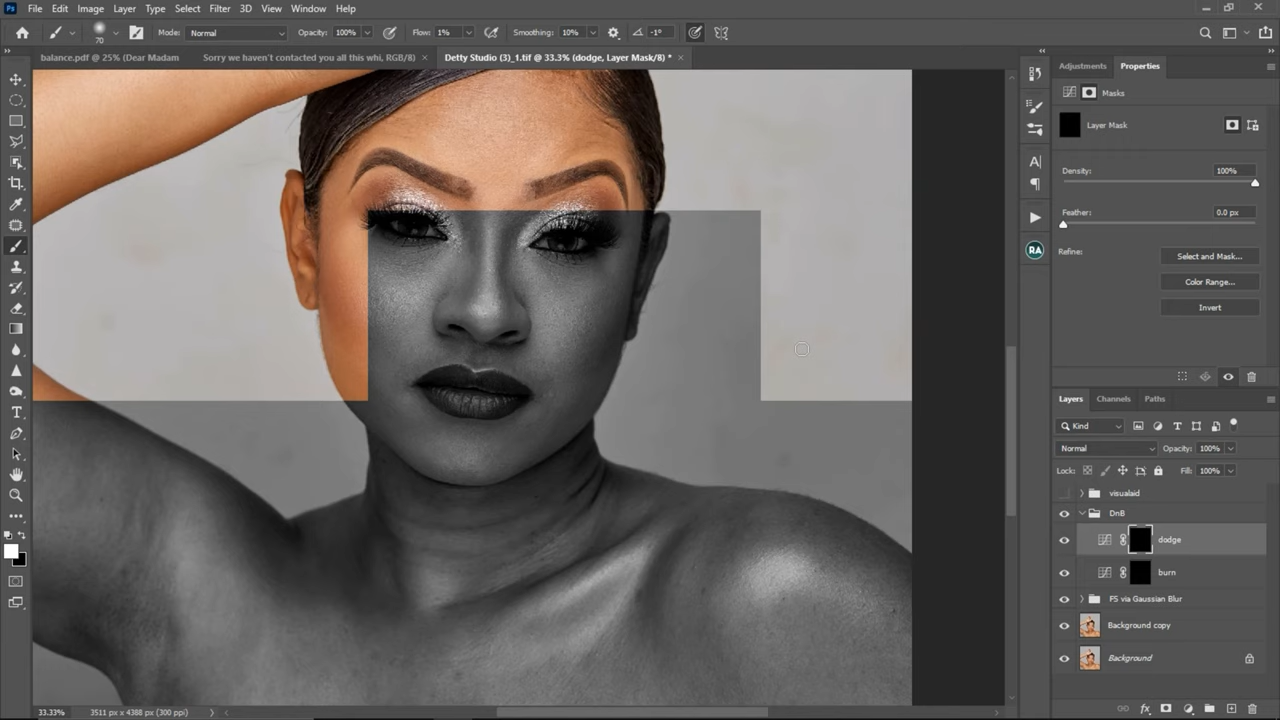 Ps File Edit Image Layer Type Select Filter 3D View Window Help
70 Mode: Normal Opacity: 100% Flow: 1% Smoothing: 10% -1°
balance.pdf @ 25% (Dear Madam Sorry we haven't contacted you all this whi, RGB/8) × Detty Studio (3)_1.tif @ 33.3% (dodge, Layer Mask/8) * ×
Adjustments Properties
Masks
Layer Mask
Density: 100%
Feather: 0.0 px
Refine: Select and Mask...
Color Range...
Invert
RA
Layers Channels Paths
Kind
Normal Opacity: 100%
Lock: Fill: 100%
visualaid
DnB
dodge
burn
FS via Gaussian Blur
Background copy
Background
33.33% 3511 px x 4388 px (300 ppi)